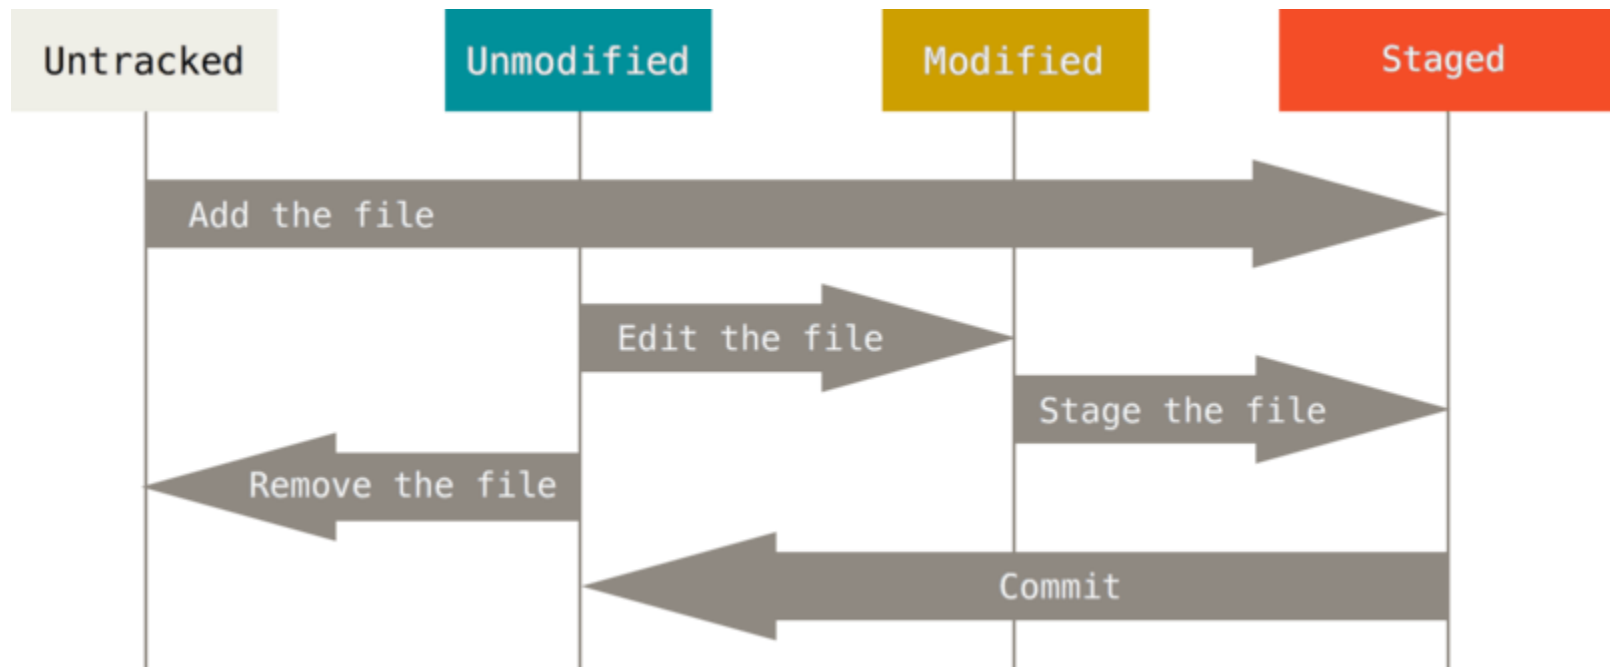 Untracked
Unmodified
Modified
Staged
Add the file
Edit the file
Stage the file
Remove the file
Commit